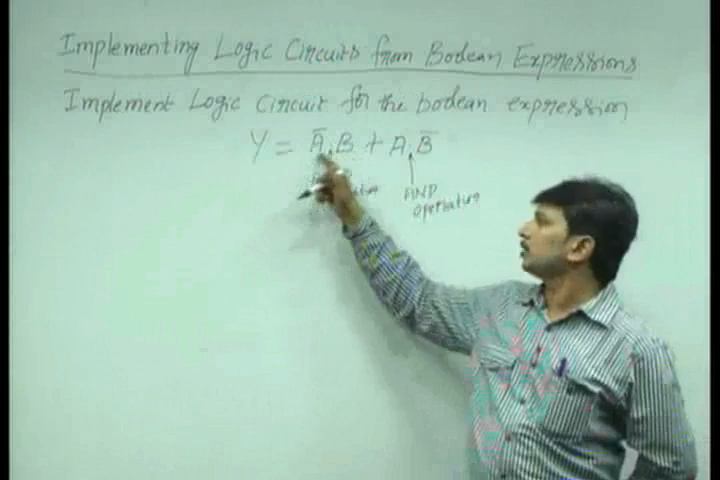 Implementing Logic Circuits from Boolean Expressions
Implement Logic Circuit for the boolean expression
Y = A̅.B + A.B̅
AND
Operation